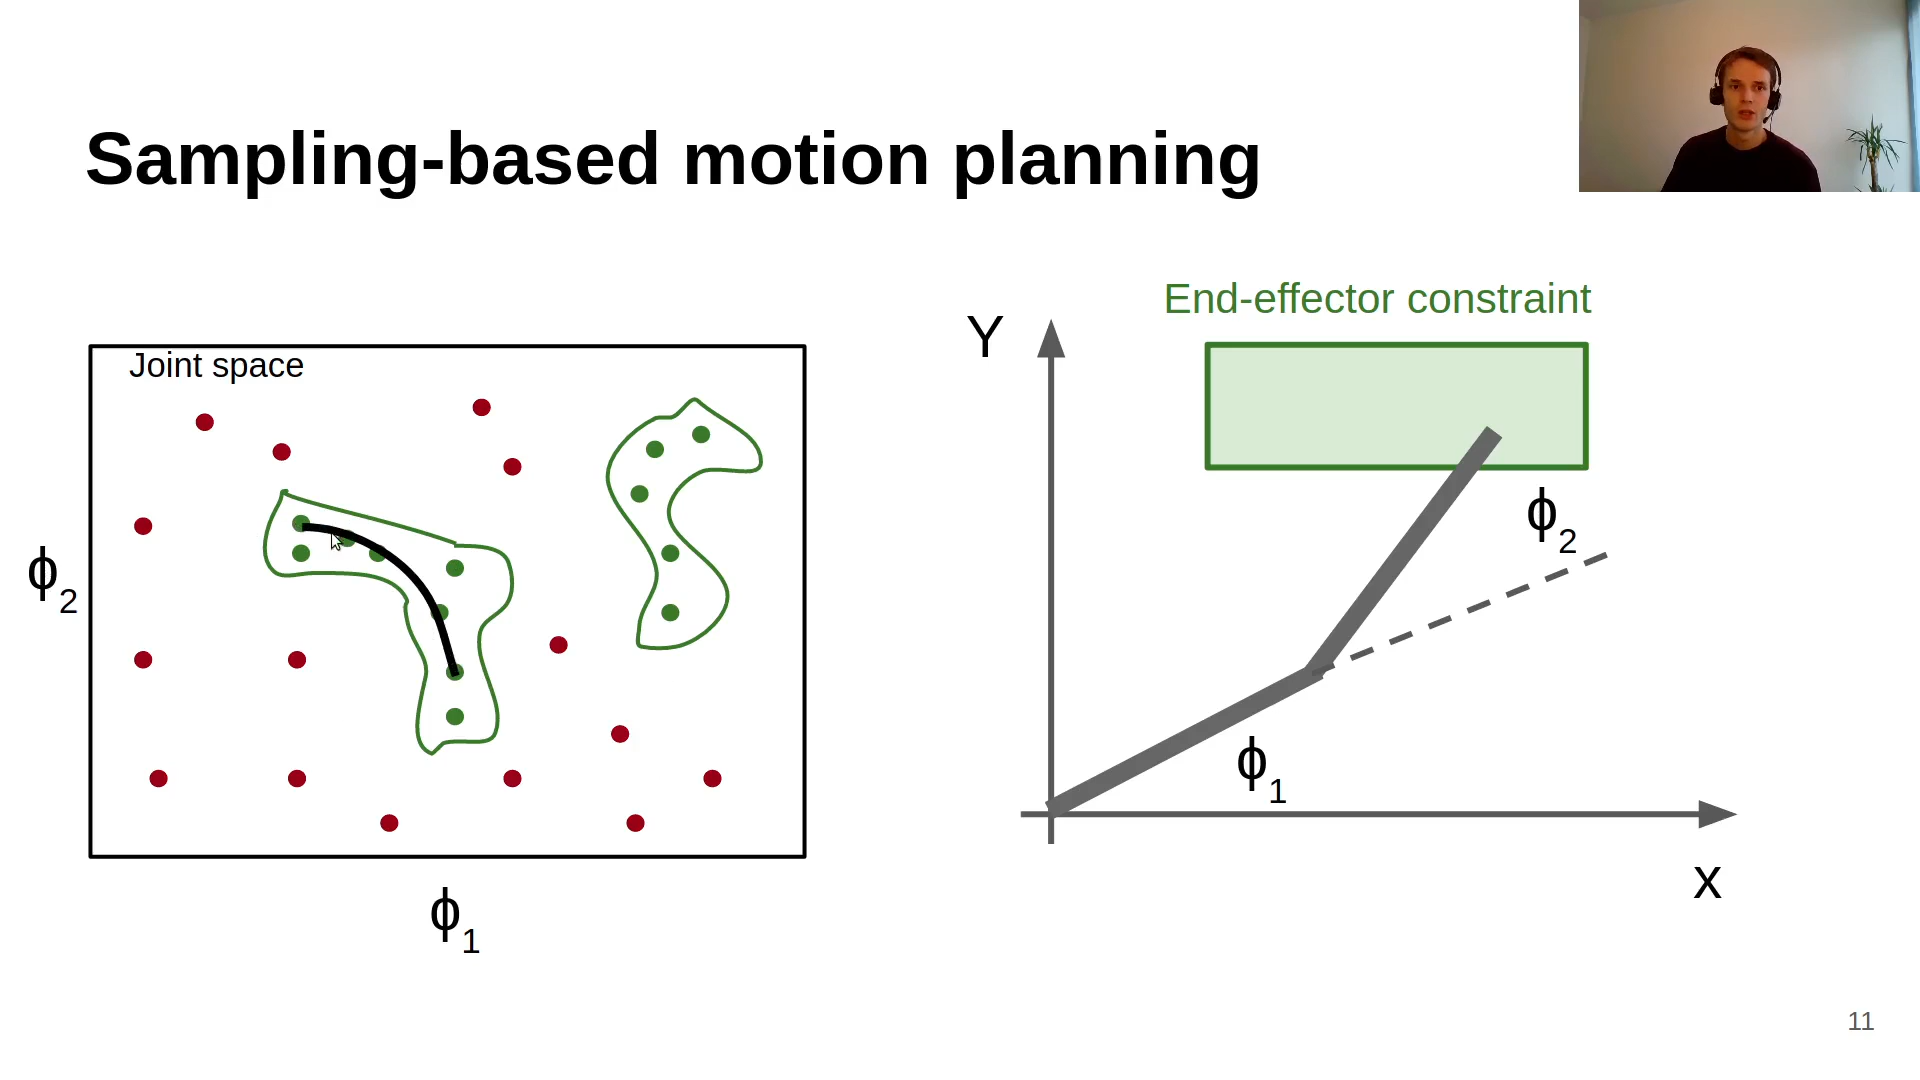 Sampling-based motion planning
End-effector constraint
Y
Joint space
ϕ2
ϕ2
ϕ1
x
ϕ1
11